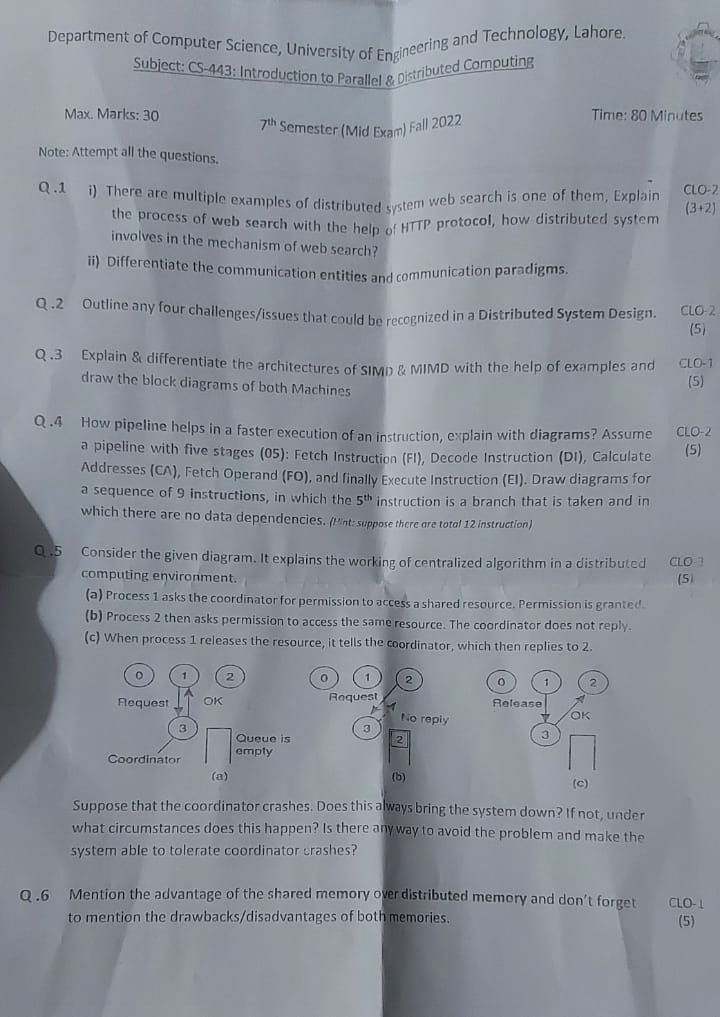 Department of Computer Science, University of Engineering and Technology, Lahore.
Subject: CS-443: Introduction to Parallel & Distributed Computing
Max. Marks: 30
7th Semester (Mid Exam) Fall 2022
Time: 80 Minutes
Note: Attempt all the questions.
Q.1 i) There are multiple examples of distributed system web search is one of them, Explain CLO-2
the process of web search with the help of HTTP protocol, how distributed system (3+2)
involves in the mechanism of web search?
ii) Differentiate the communication entities and communication paradigms.
Q.2 Outline any four challenges/issues that could be recognized in a Distributed System Design. CLO-2
(5)
Q.3 Explain & differentiate the architectures of SIMD & MIMD with the help of examples and CLO-1
draw the block diagrams of both Machines (5)
Q.4 How pipeline helps in a faster execution of an instruction, explain with diagrams? Assume CLO-2
a pipeline with five stages (05): Fetch Instruction (FI), Decode Instruction (DI), Calculate (5)
Addresses (CA), Fetch Operand (FO), and finally Execute Instruction (EI). Draw diagrams for
a sequence of 9 instructions, in which the 5th instruction is a branch that is taken and in
which there are no data dependencies. (Hint: suppose there are total 12 instruction)
Q.5 Consider the given diagram. It explains the working of centralized algorithm in a distributed CLO-3
computing environment. (5)
(a) Process 1 asks the coordinator for permission to access a shared resource. Permission is granted.
(b) Process 2 then asks permission to access the same resource. The coordinator does not reply.
(c) When process 1 releases the resource, it tells the coordinator, which then replies to 2.
0 1 2 0 1 2 0 1 2
Request OK Request Release
No reply OK
3 3 2 3
Queue is
empty
Coordinator
(a) (b) (c)
Suppose that the coordinator crashes. Does this always bring the system down? If not, under
what circumstances does this happen? Is there any way to avoid the problem and make the
system able to tolerate coordinator crashes?
Q.6 Mention the advantage of the shared memory over distributed memory and don't forget CLO-1
to mention the drawbacks/disadvantages of both memories. (5)